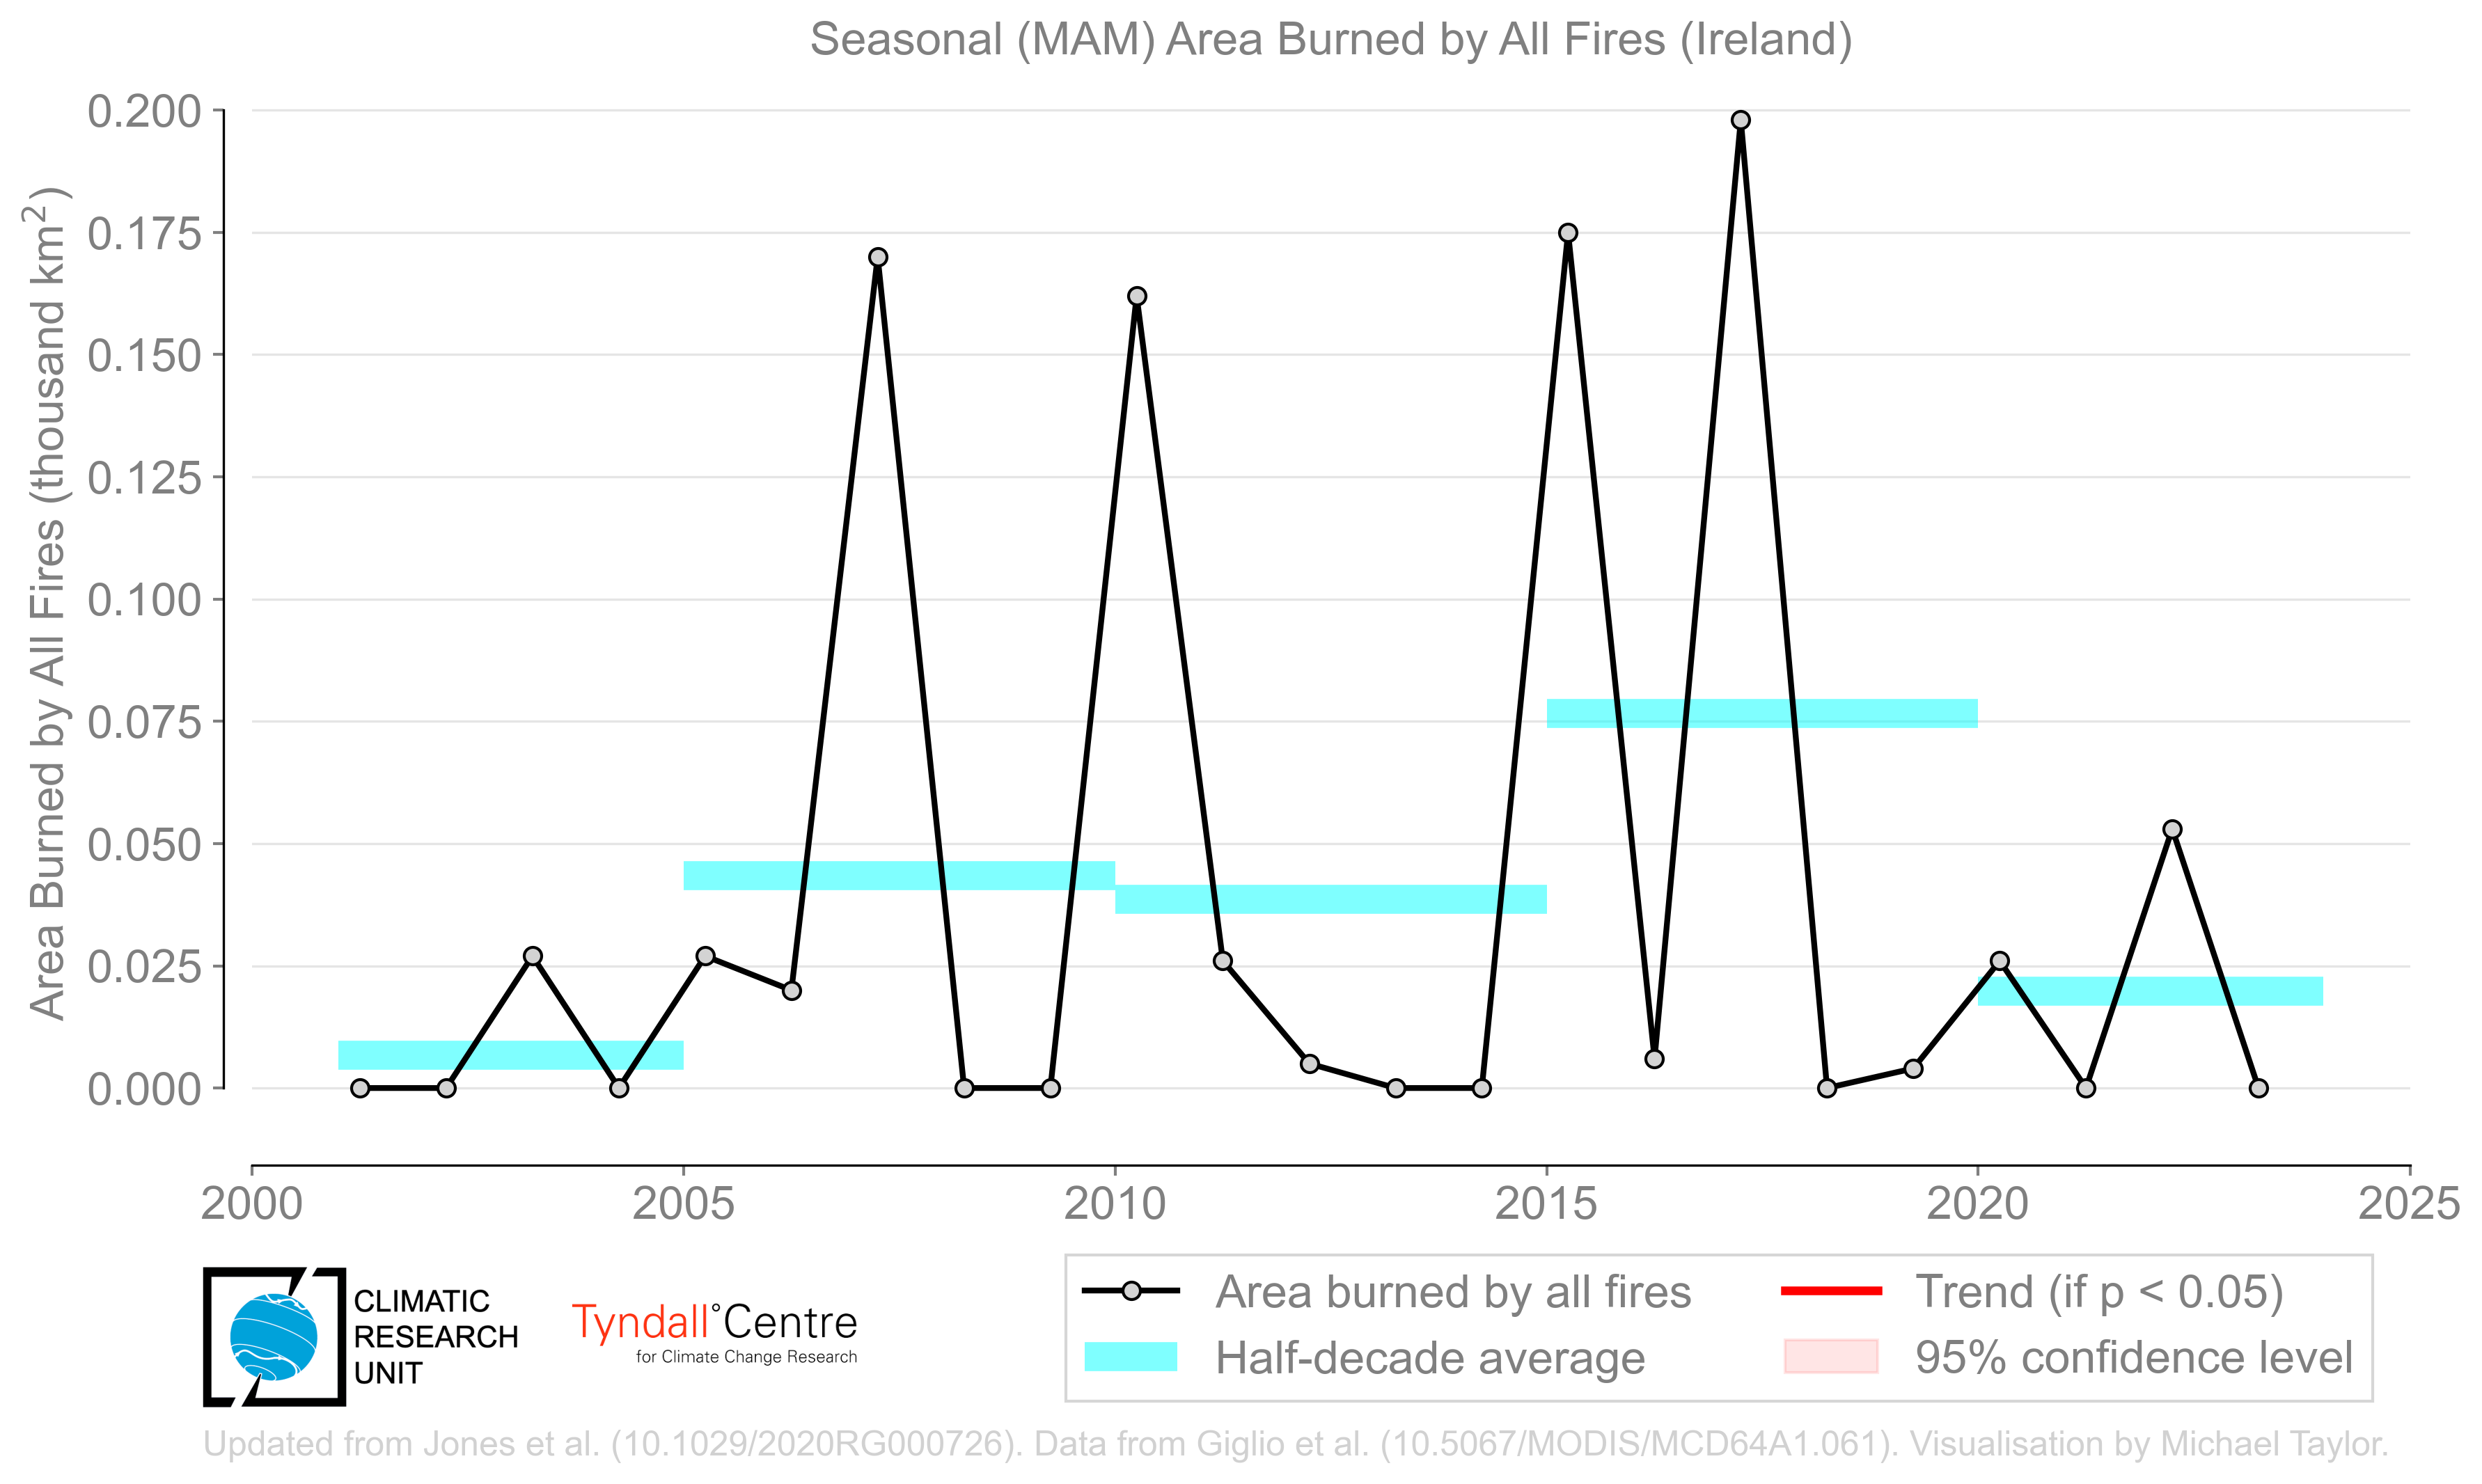 Seasonal (MAM) Area Burned by All Fires (Ireland)
Area Burned by All Fires (thousand km²)
0.200
0.175
0.150
0.125
0.100
0.075
0.050
0.025
0.000
2000 2005 2010 2015 2020 2025
CLIMATIC
RESEARCH
UNIT
Tyndall°Centre
for Climate Change Research
Area burned by all fires
Half-decade average
Trend (if p < 0.05)
95% confidence level
Updated from Jones et al. (10.1029/2020RG000726). Data from Giglio et al. (10.5067/MODIS/MCD64A1.061). Visualisation by Michael Taylor.